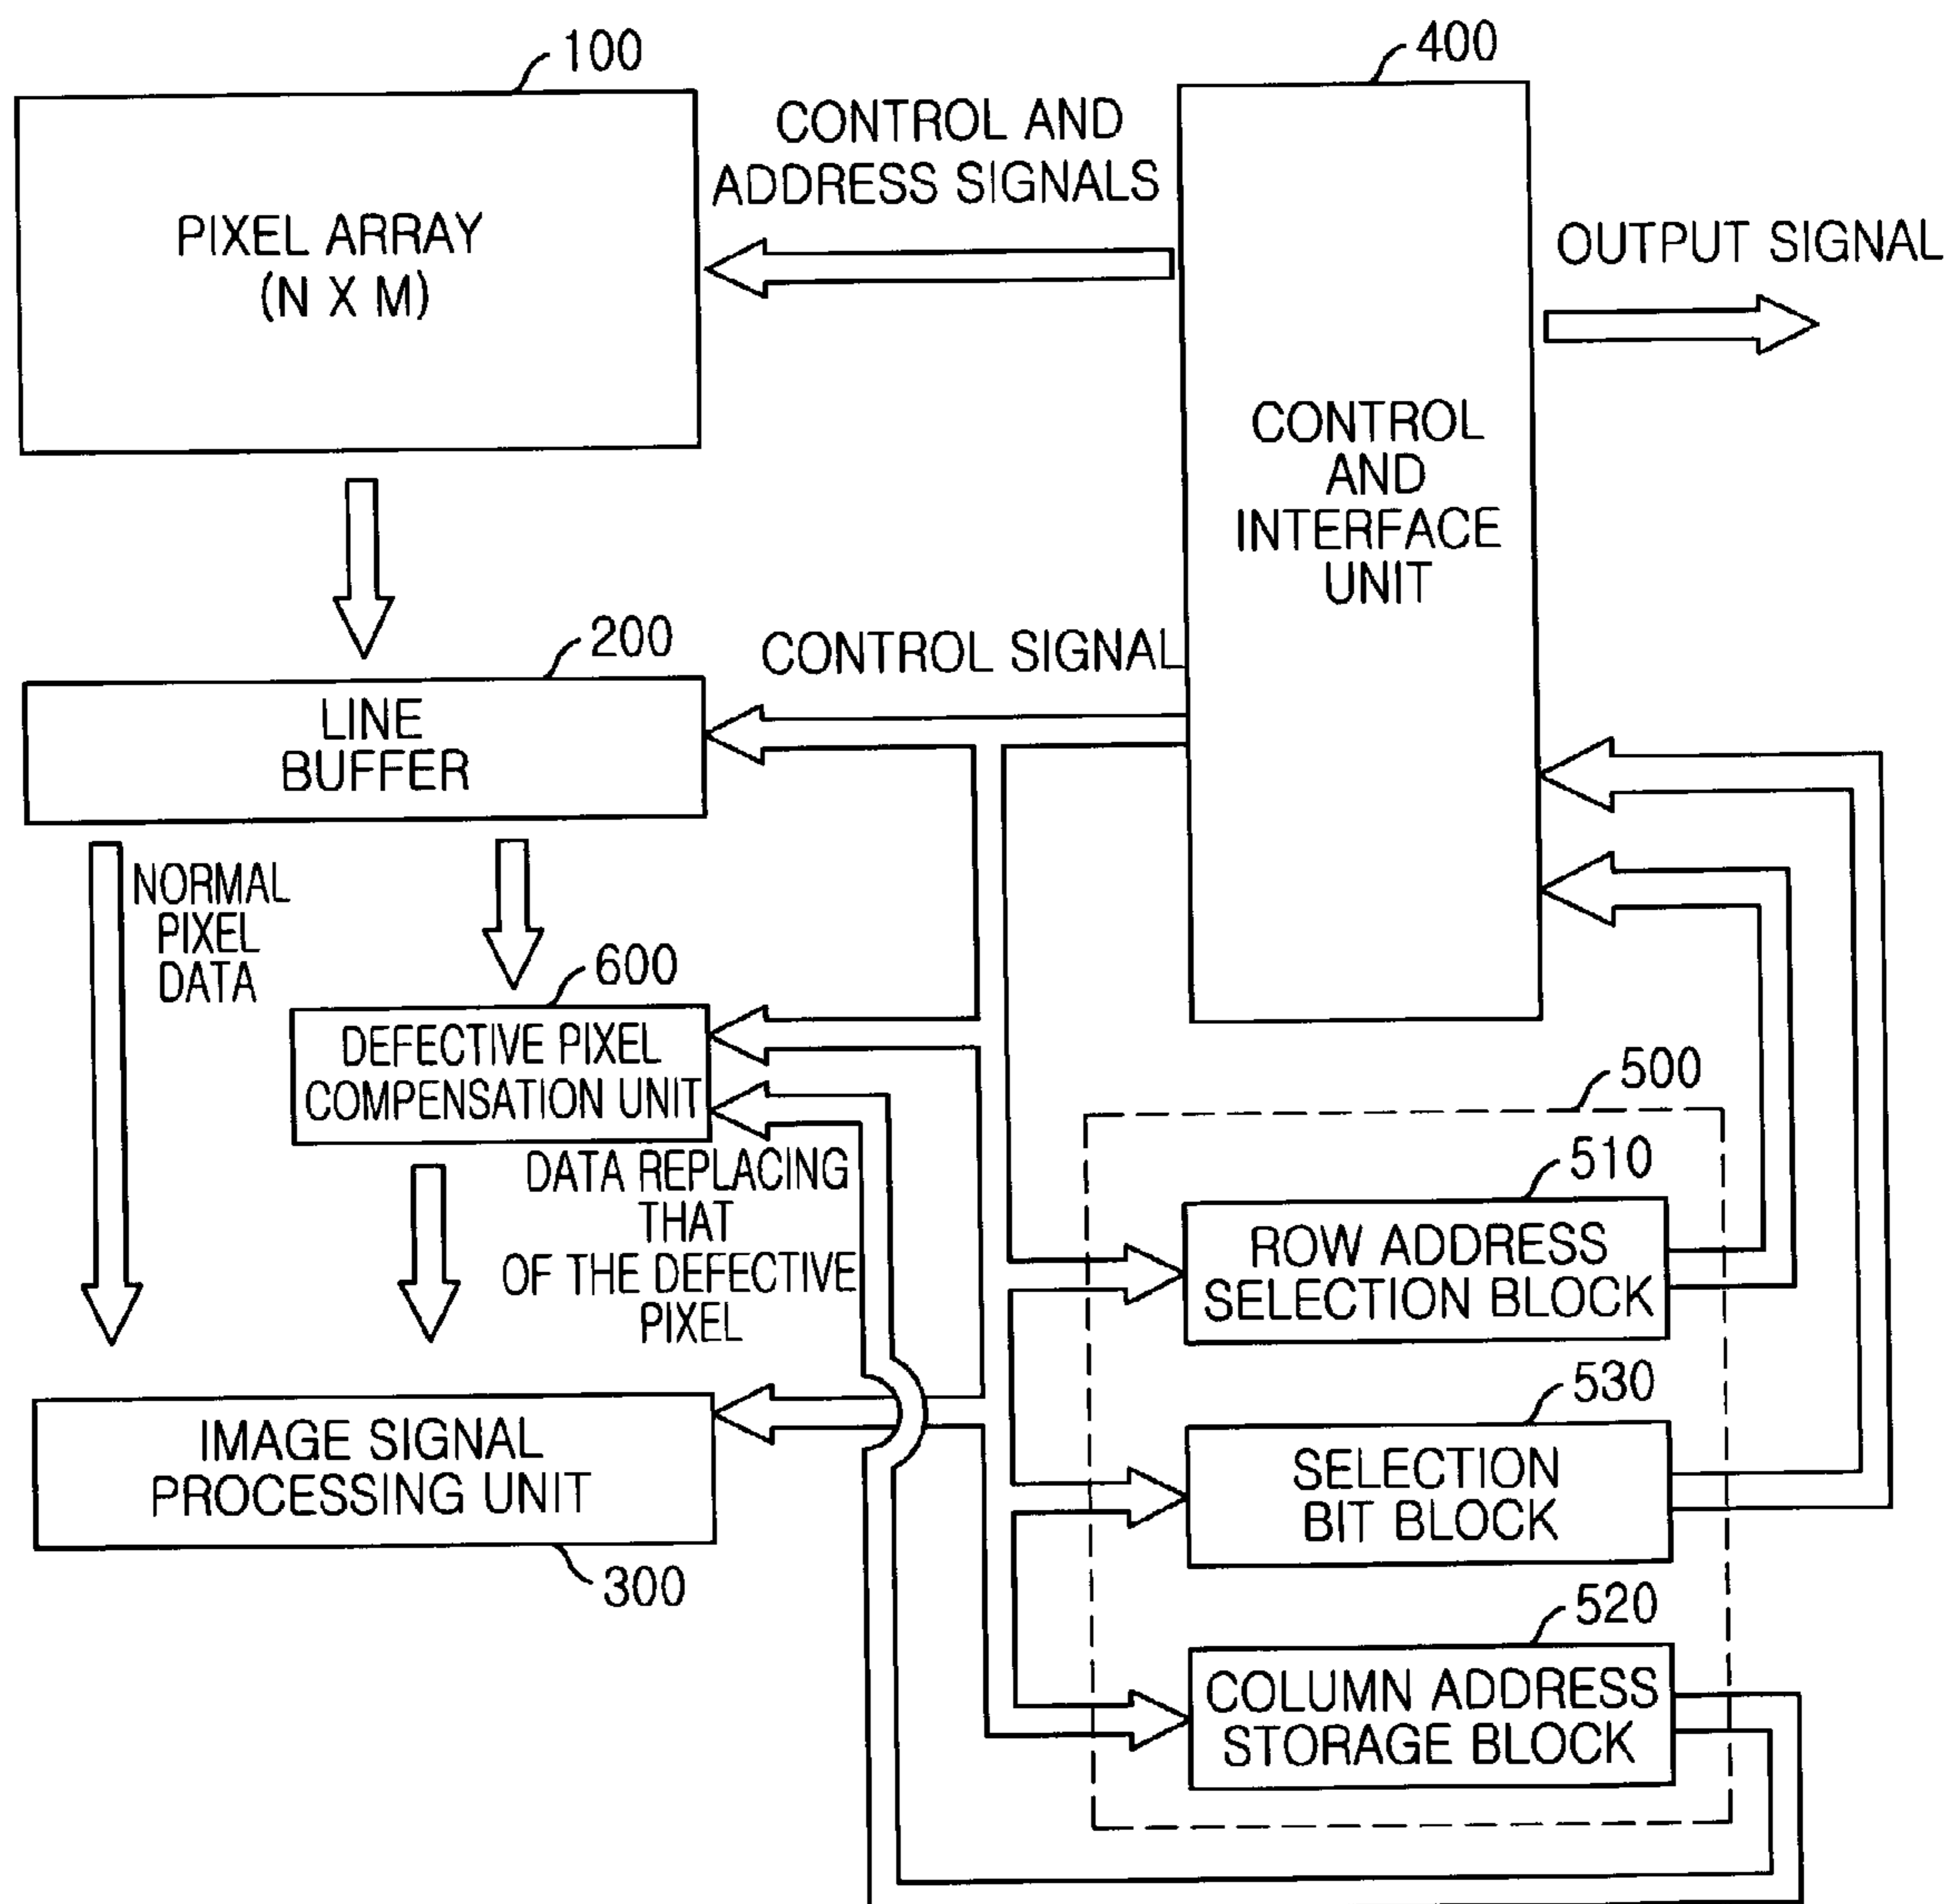 100
PIXEL ARRAY
(N X M)
CONTROL AND
ADDRESS SIGNALS
400
CONTROL
AND
INTERFACE
UNIT
OUTPUT SIGNAL
200
LINE
BUFFER
CONTROL SIGNAL
NORMAL
PIXEL
DATA
600
DEFECTIVE PIXEL
COMPENSATION UNIT
DATA REPLACING
THAT
OF THE DEFECTIVE
PIXEL
500
510
ROW ADDRESS
SELECTION BLOCK
530
SELECTION
BIT BLOCK
IMAGE SIGNAL
PROCESSING UNIT
300
520
COLUMN ADDRESS
STORAGE BLOCK